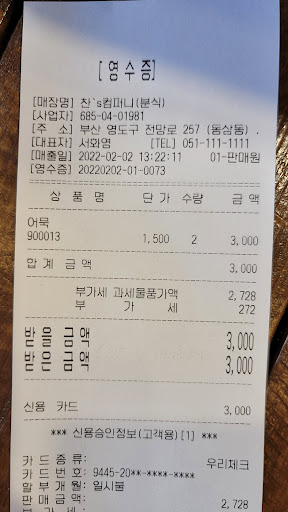 [영수증]
[매장명] 찬`s컴퍼니(분식)
[사업자] 685-04-01981
[주 소] 부산 영도구 전망로 257 (동삼동) .
[대표자] 서화영 [TEL] 051-111-1111
[매출일] 2022-02-02 13:22:11 01-판매원
[영수증] 20220202-01-0073
상 품 명 단 가 수량 금 액
어묵
900013 1,500 2 3,000
합 계 금 액 3,000
부가세 과세물품가액 2,728
부 가 세 272
받을금액 3,000
받은금액 3,000
신용 카드 3,000
*** 신용승인정보(고객용)[1] ***
카 드 종 류: 우리체크
카 드 번 호: 9445-20**-****-****
할 부 개 월: 일시불
판 매 금 액: 2,728
부 가 세: